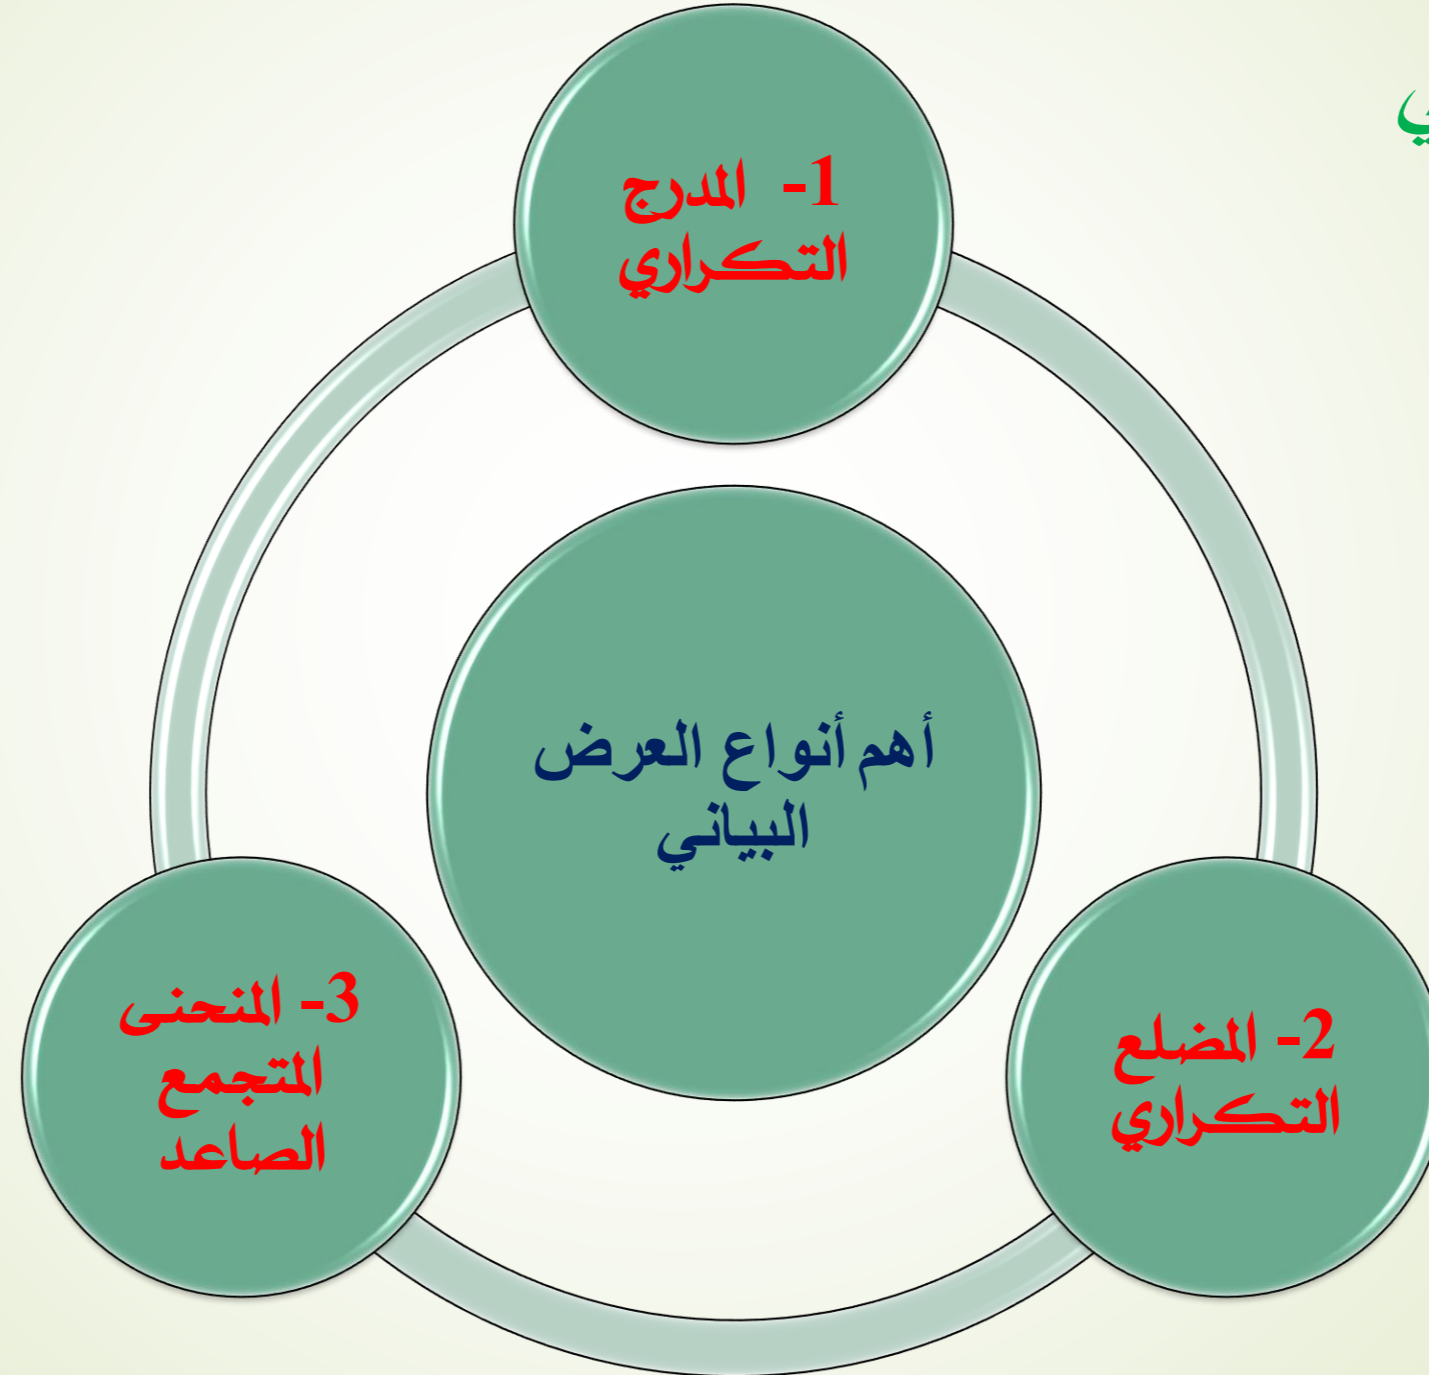 1- المدرج
التكراري
أهم أنواع العرض
البياني
2- المضلع
التكراري
3- المنحنى
المتجمع
الصاعد